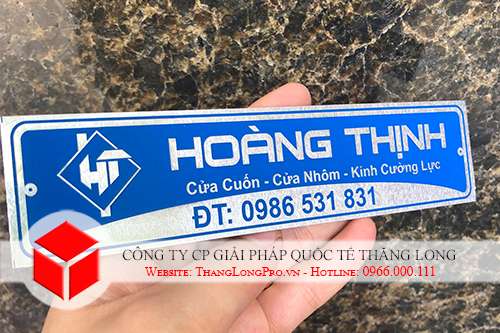 HT
HOÀNG THỊNH
Cửa Cuốn - Cửa Nhôm - Kính Cường Lực
ĐT: 0986 531 831
CÔNG TY CP GIẢI PHÁP QUỐC TẾ THĂNG LONG
Website: ThangLongPro.vn - Hotline: 0966.000.111